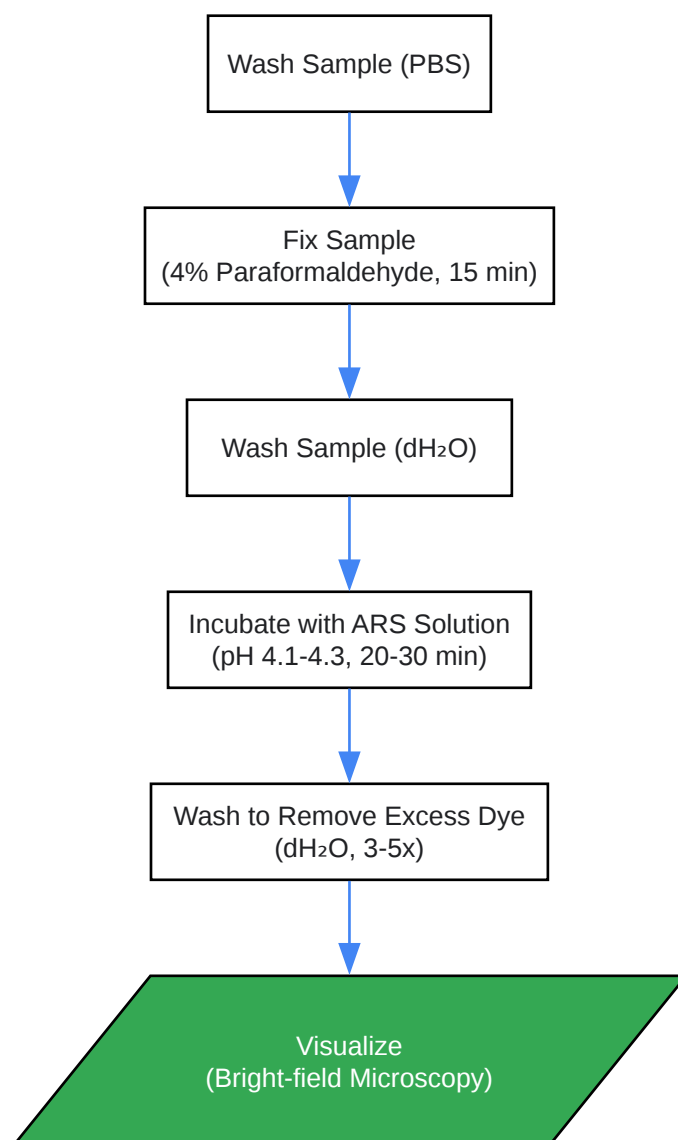 Wash Sample (PBS)
Fix Sample
(4% Paraformaldehyde, 15 min)
Wash Sample (dH₂O)
Incubate with ARS Solution
(pH 4.1-4.3, 20-30 min)
Wash to Remove Excess Dye
(dH₂O, 3-5x)
Visualize
(Bright-field Microscopy)